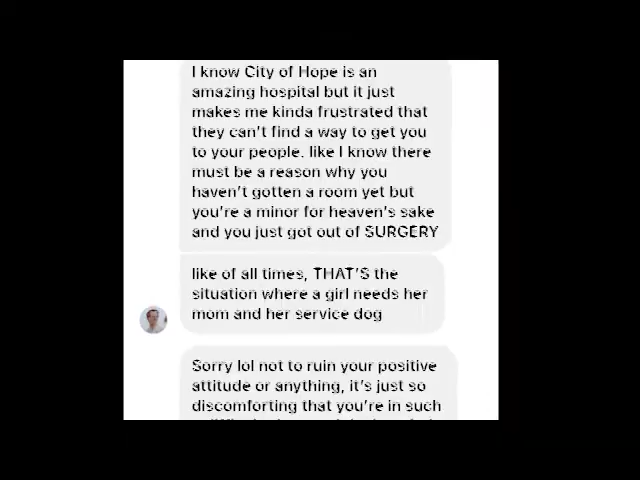 I know City of Hope is an
amazing hospital but it just
makes me kinda frustrated that
they can't find a way to get you
to your people. like I know there
must be a reason why you
haven't gotten a room yet but
you're a minor for heaven's sake
and you just got out of SURGERY
like of all times, THAT'S the
situation where a girl needs her
mom and her service dog
Sorry lol not to ruin your positive
attitude or anything, it's just so
discomforting that you're in such